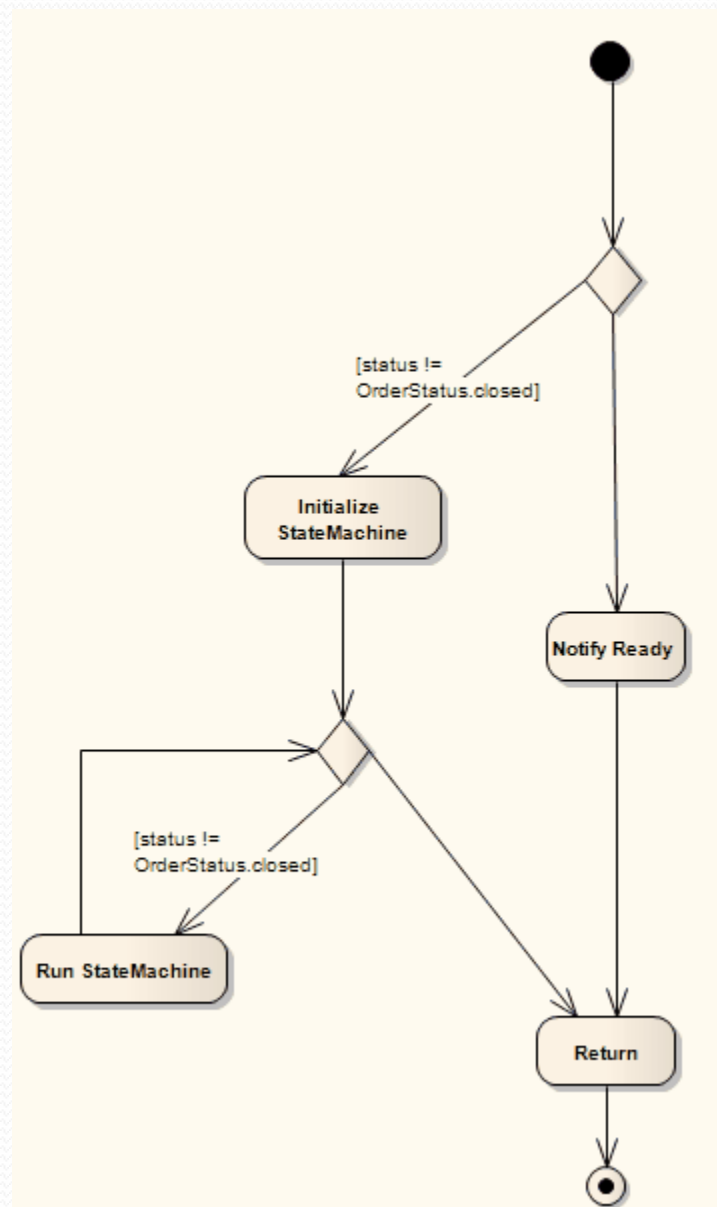 [status !=
OrderStatus.closed]
Initialize
StateMachine
Notify Ready
[status !=
OrderStatus.closed]
Run StateMachine
Return